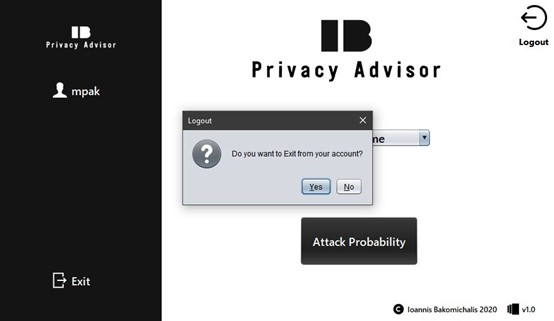 IB
Privacy Advisor
mpak
Exit
IB
Privacy Advisor
Logout
Logout
Do you want to Exit from your account?
Yes
No
me
Attack Probability
C Ioannis Bakomichalis 2020
v1.0